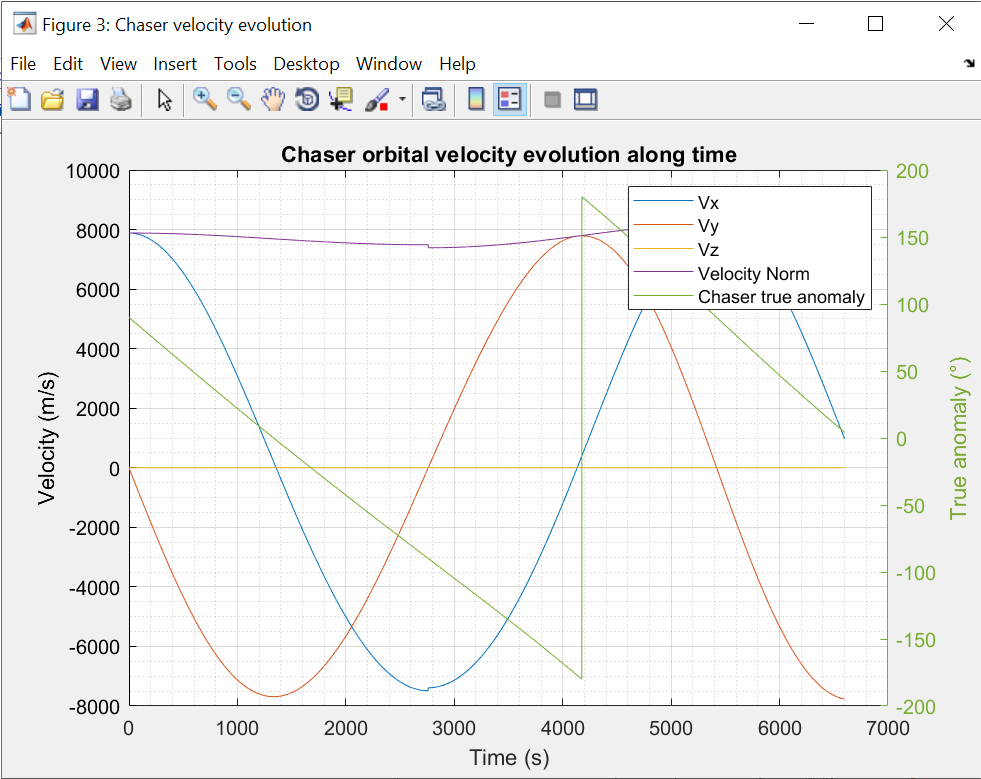 Figure 3: Chaser velocity evolution
File Edit View Insert Tools Desktop Window Help
Chaser orbital velocity evolution along time
10000
8000
6000
4000
2000
0
-2000
-4000
-6000
-8000
Velocity (m/s)
0 1000 2000 3000 4000 5000 6000 7000
Time (s)
200
150
100
50
0
-50
-100
-150
-200
True anomaly (°)
Vx
Vy
Vz
Velocity Norm
Chaser true anomaly